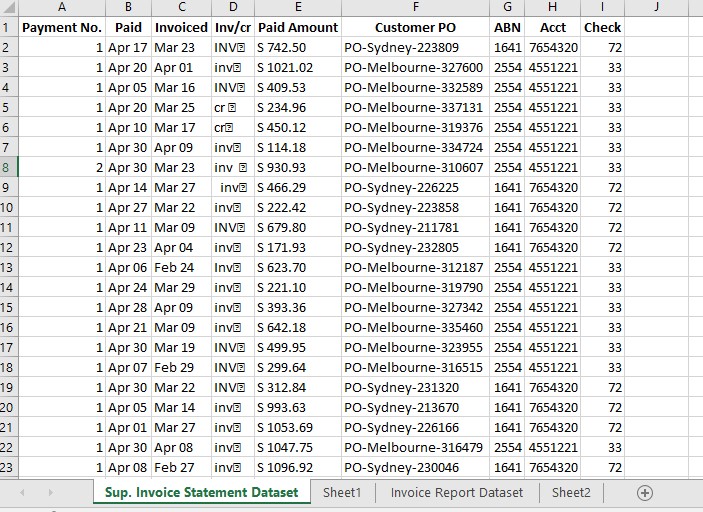 A B C D E F G H I J
1 Payment No. Paid Invoiced Inv/cr Paid Amount Customer PO ABN Acct Check
2 1 Apr 17 Mar 23 INV⍰ S 742.50 PO-Sydney-223809 1641 7654320 72
3 1 Apr 20 Apr 01 inv⍰ S 1021.02 PO-Melbourne-327600 2554 4551221 33
4 1 Apr 05 Mar 16 INV⍰ S 409.53 PO-Melbourne-332589 2554 4551221 33
5 1 Apr 20 Mar 25 cr ⍰ S 234.96 PO-Melbourne-337131 2554 4551221 33
6 1 Apr 10 Mar 17 cr⍰ S 450.12 PO-Melbourne-319376 2554 4551221 33
7 1 Apr 30 Apr 09 inv⍰ S 114.18 PO-Melbourne-334724 2554 4551221 33
8 2 Apr 30 Mar 23 inv ⍰ S 930.93 PO-Melbourne-310607 2554 4551221 33
9 1 Apr 14 Mar 27 inv⍰ S 466.29 PO-Sydney-226225 1641 7654320 72
10 1 Apr 27 Mar 22 inv⍰ S 222.42 PO-Sydney-223858 1641 7654320 72
11 1 Apr 11 Mar 09 INV⍰ S 679.80 PO-Sydney-211781 1641 7654320 72
12 1 Apr 23 Apr 04 inv⍰ S 171.93 PO-Sydney-232805 1641 7654320 72
13 1 Apr 06 Feb 24 Inv⍰ S 623.70 PO-Melbourne-312187 2554 4551221 33
14 1 Apr 24 Mar 29 inv⍰ S 221.10 PO-Melbourne-319790 2554 4551221 33
15 1 Apr 28 Apr 09 inv⍰ S 393.36 PO-Melbourne-327342 2554 4551221 33
16 1 Apr 21 Mar 09 inv⍰ S 642.18 PO-Melbourne-335460 2554 4551221 33
17 1 Apr 30 Mar 19 INV⍰ S 499.95 PO-Melbourne-323955 2554 4551221 33
18 1 Apr 07 Feb 29 INV⍰ S 299.64 PO-Melbourne-316515 2554 4551221 33
19 1 Apr 30 Mar 22 INV⍰ S 312.84 PO-Sydney-231320 1641 7654320 72
20 1 Apr 05 Mar 14 inv⍰ S 993.63 PO-Sydney-213670 1641 7654320 72
21 1 Apr 01 Mar 27 inv⍰ S 1053.69 PO-Sydney-226166 1641 7654320 72
22 1 Apr 30 Apr 08 inv⍰ S 1047.75 PO-Melbourne-316479 2554 4551221 33
23 1 Apr 08 Feb 27 inv⍰ S 1096.92 PO-Sydney-230046 1641 7654320 72
Sup. Invoice Statement Dataset Sheet1 Invoice Report Dataset Sheet2